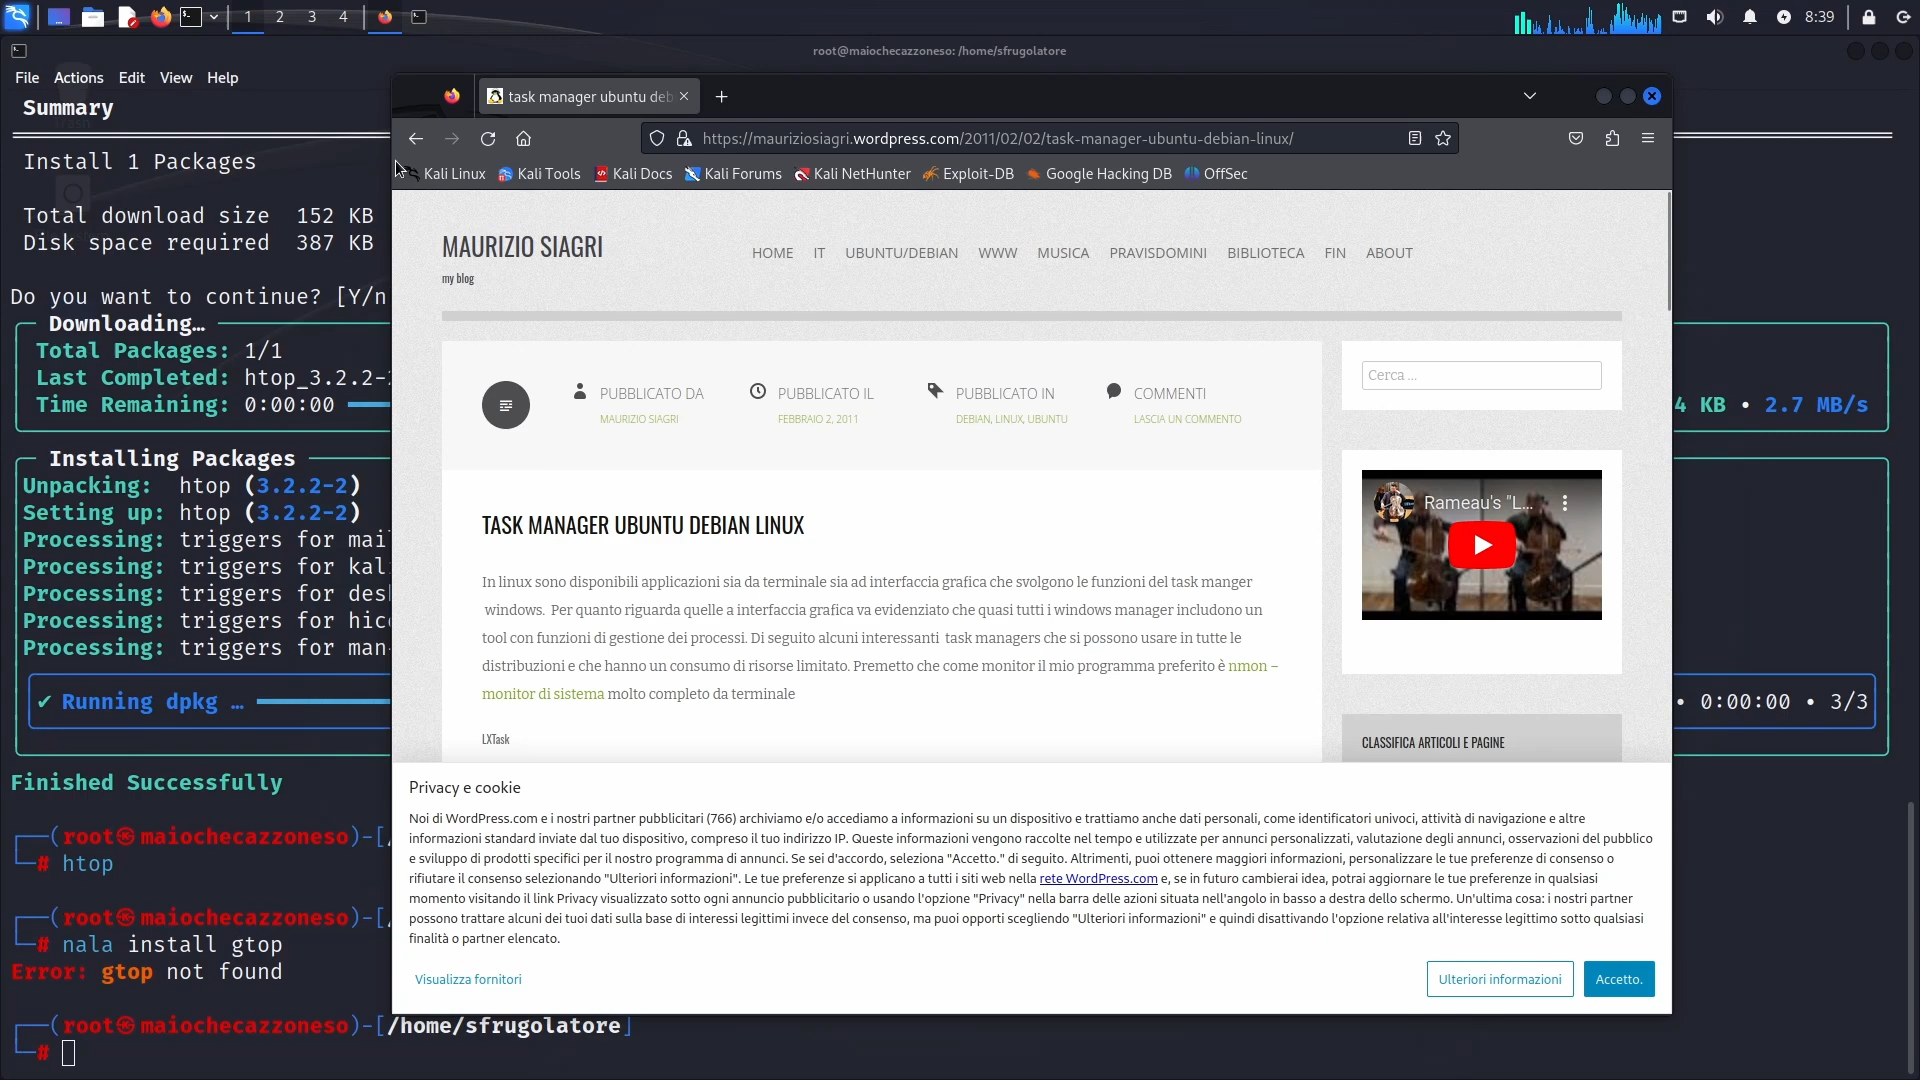 1 2 3 4
8:39
root@maiochecazzoneso: /home/sfrugolatore
File Actions Edit View Help
Summary
Install 1 Packages
Total download size 152 KB
Disk space required 387 KB
Do you want to continue? [Y/n
Downloading…
Total Packages: 1/1
Last Completed: htop_3.2.2-
Time Remaining: 0:00:00
4 KB • 2.7 MB/s
Installing Packages
Unpacking: htop (3.2.2-2)
Setting up: htop (3.2.2-2)
Processing: triggers for mai
Processing: triggers for kal
Processing: triggers for des
Processing: triggers for hic
Processing: triggers for man-
✔ Running dpkg …
• 0:00:00 • 3/3
Finished Successfully
(root㉿maiochecazzoneso)-[/
# htop
(root㉿maiochecazzoneso)-[/
# nala install gtop
Error: gtop not found
(root㉿maiochecazzoneso)-[/home/sfrugolatore]
#
task manager ubuntu deb
https://mauriziosiagri.wordpress.com/2011/02/02/task-manager-ubuntu-debian-linux/
Kali Linux Kali Tools Kali Docs Kali Forums Kali NetHunter Exploit-DB Google Hacking DB OffSec
MAURIZIO SIAGRI
my blog
HOME IT UBUNTU/DEBIAN WWW MUSICA PRAVISDOMINI BIBLIOTECA FIN ABOUT
PUBBLICATO DA PUBBLICATO IL PUBBLICATO IN COMMENTI
MAURIZIO SIAGRI FEBBRAIO 2, 2011 DEBIAN, LINUX, UBUNTU LASCIA UN COMMENTO
Cerca …
Rameau's "L...
TASK MANAGER UBUNTU DEBIAN LINUX
In linux sono disponibili applicazioni sia da terminale sia ad interfaccia grafica che svolgono le funzioni del task manger
windows. Per quanto riguarda quelle a interfaccia grafica va evidenziato che quasi tutti i windows manager includono un
tool con funzioni di gestione dei processi. Di seguito alcuni interessanti task managers che si possono usare in tutte le
distribuzioni e che hanno un consumo di risorse limitato. Premetto che come monitor il mio programma preferito è nmon –
monitor di sistema molto completo da terminale
LXTask
CLASSIFICA ARTICOLI E PAGINE
Privacy e cookie
Noi di WordPress.com e i nostri partner pubblicitari (766) archiviamo e/o accediamo a informazioni su un dispositivo e trattiamo anche dati personali, come identificatori univoci, attività di navigazione e altre
informazioni standard inviate dal tuo dispositivo, compreso il tuo indirizzo IP. Queste informazioni vengono raccolte nel tempo e utilizzate per annunci personalizzati, valutazione degli annunci, osservazioni del pubblico
e sviluppo di prodotti specifici per il nostro programma di annunci. Se sei d'accordo, seleziona "Accetto." di seguito. Altrimenti, puoi ottenere maggiori informazioni, personalizzare le tue preferenze di consenso o
rifiutare il consenso selezionando "Ulteriori informazioni". Le tue preferenze si applicano a tutti i siti web nella rete WordPress.com e, se in futuro cambierai idea, potrai aggiornare le tue preferenze in qualsiasi
momento visitando il link Privacy visualizzato sotto ogni annuncio pubblicitario o usando l'opzione "Privacy" nella barra delle azioni situata nell'angolo in basso a destra dello schermo. Un'ultima cosa: i nostri partner
possono trattare alcuni dei tuoi dati sulla base di interessi legittimi invece del consenso, ma puoi opporti scegliendo "Ulteriori informazioni" e quindi disattivando l'opzione relativa all'interesse legittimo sotto qualsiasi
finalità o partner elencato.
Visualizza fornitori
Ulteriori informazioni
Accetto.